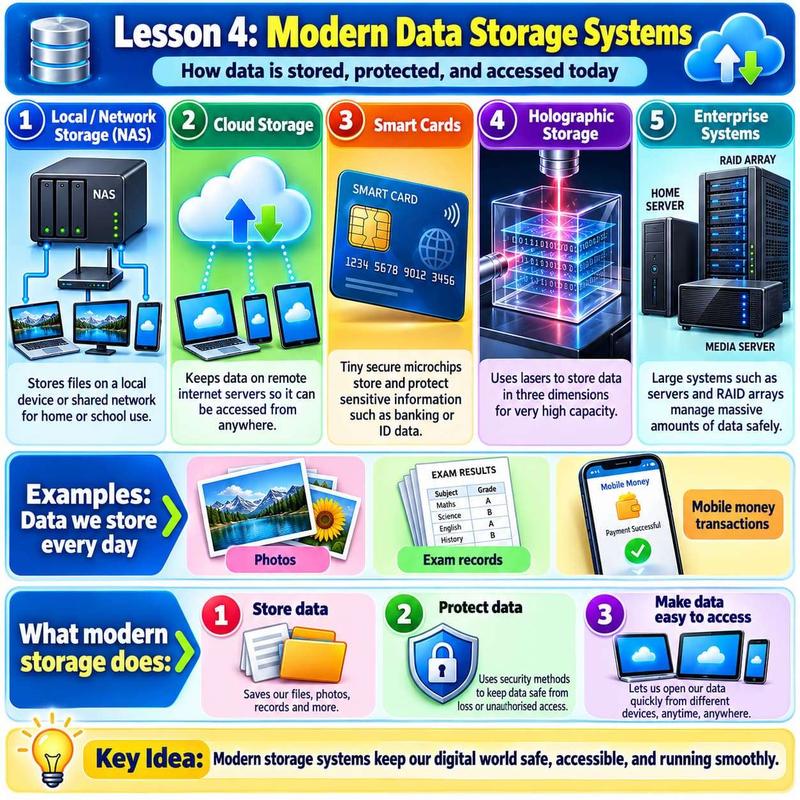 Lesson 4: Modern Data Storage Systems
How data is stored, protected, and accessed today
1 Local / Network
Storage (NAS)
NAS
Stores files on a local
device or shared network
for home or school use.
2 Cloud Storage
Keeps data on remote
internet servers so it can
be accessed from
anywhere.
3 Smart Cards
SMART CARD
1234 5678 9012 3456
Tiny secure microchips
store and protect
sensitive information
such as banking or
ID data.
4 Holographic
Storage
Uses lasers to store data
in three dimensions
for very high capacity.
5 Enterprise
Systems
RAID ARRAY
HOME
SERVER
MEDIA SERVER
Large systems such as
servers and RAID arrays
manage massive
amounts of data safely.
Examples:
Data we store
every day
Photos
EXAM RESULTS
Subject Grade
Maths A
Science B
English A
History B
Exam records
Mobile Money
Payment Successful
Mobile money
transactions
What modern
storage does:
1 Store data
Saves our files, photos,
records and more.
2 Protect data
Uses security methods
to keep data safe from
loss or unauthorised access.
3 Make data
easy to access
Lets us open our data
quickly from different
devices, anytime, anywhere.
Key Idea: Modern storage systems keep our digital world safe, accessible, and running smoothly.